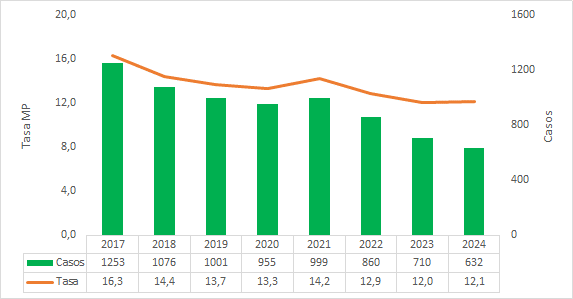 20,0 1600
16,0 1200
12,0 800
8,0 400
4,0 0
0,0
Tasa MP
Casos
2017 2018 2019 2020 2021 2022 2023 2024
Casos 1253 1076 1001 955 999 860 710 632
Tasa 16,3 14,4 13,7 13,3 14,2 12,9 12,0 12,1